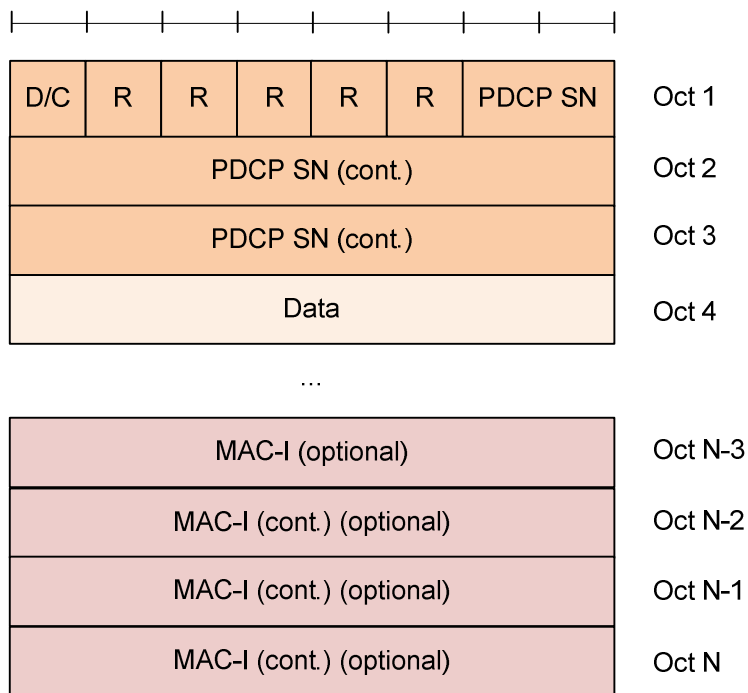 D/C R R R R R PDCP SN Oct 1
PDCP SN (cont.) Oct 2
PDCP SN (cont.) Oct 3
Data Oct 4
...
MAC-I (optional) Oct N-3
MAC-I (cont.) (optional) Oct N-2
MAC-I (cont.) (optional) Oct N-1
MAC-I (cont.) (optional) Oct N